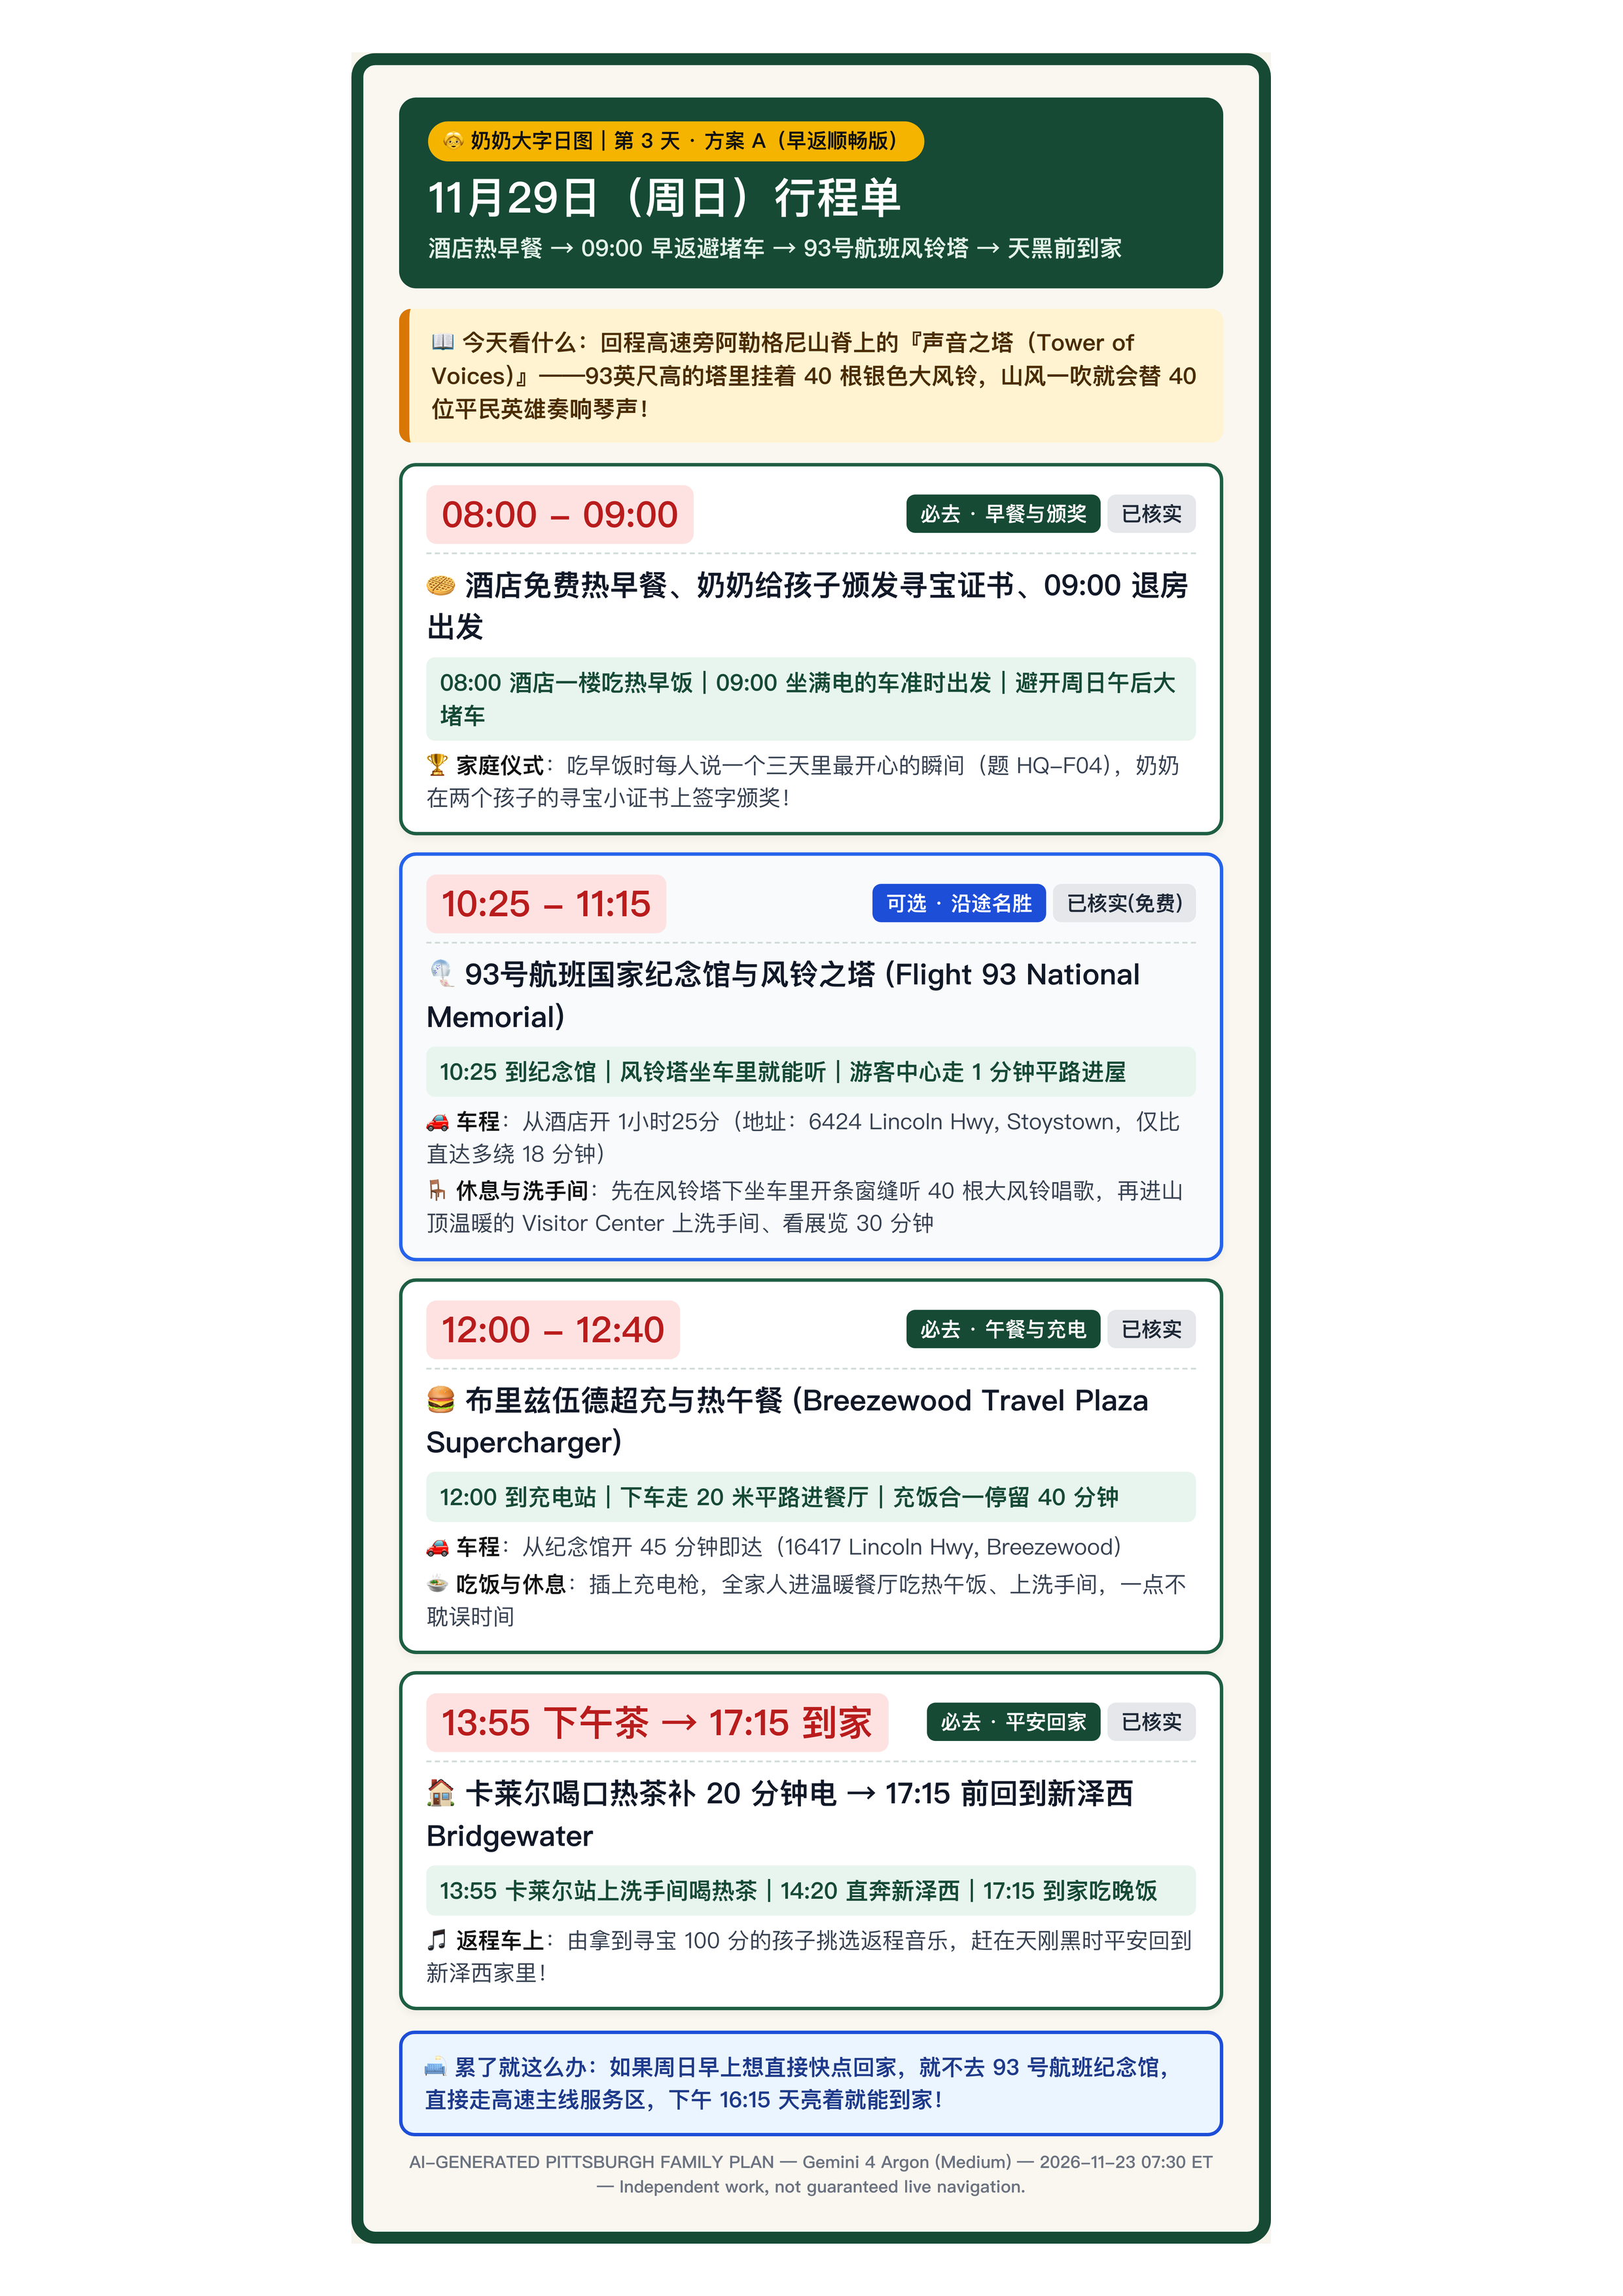 奶奶大字日图 | 第 3 天 · 方案 A（早返顺畅版）
11月29日（周日）行程单
酒店热早餐 → 09:00 早返避堵车 → 93号航班风铃塔 → 天黑前到家
今天看什么：回程高速旁阿勒格尼山脊上的『声音之塔（Tower of
Voices)』——93英尺高的塔里挂着 40 根银色大风铃，山风一吹就会替 40
位平民英雄奏响琴声！
08:00 – 09:00
必去 · 早餐与颁奖
已核实
酒店免费热早餐、奶奶给孩子颁发寻宝证书、09:00 退房
出发
08:00 酒店一楼吃热早饭 | 09:00 坐满电的车准时出发 | 避开周日午后大
堵车
家庭仪式：吃早饭时每人说一个三天里最开心的瞬间（题 HQ-F04），奶奶
在两个孩子的寻宝小证书上签字颁奖！
10:25 – 11:15
可选 · 沿途名胜
已核实(免费)
93号航班国家纪念馆与风铃之塔 (Flight 93 National
Memorial)
10:25 到纪念馆 | 风铃塔坐车里就能听 | 游客中心走 1 分钟平路进屋
车程：从酒店开 1小时25分（地址：6424 Lincoln Hwy, Stoystown，仅比
直达多绕 18 分钟）
休息与洗手间：先在风铃塔下坐车里开条窗缝听 40 根大风铃唱歌，再进山
顶温暖的 Visitor Center 上洗手间、看展览 30 分钟
12:00 – 12:40
必去 · 午餐与充电
已核实
布里兹伍德超充与热午餐 (Breezewood Travel Plaza
Supercharger)
12:00 到充电站 | 下车走 20 米平路进餐厅 | 充饭合一停留 40 分钟
车程：从纪念馆开 45 分钟即达（16417 Lincoln Hwy, Breezewood）
吃饭与休息：插上充电枪，全家人进温暖餐厅吃热午饭、上洗手间，一点不
耽误时间
13:55 下午茶 → 17:15 到家
必去 · 平安回家
已核实
卡莱尔喝口热茶补 20 分钟电 → 17:15 前回到新泽西
Bridgewater
13:55 卡莱尔站上洗手间喝热茶 | 14:20 直奔新泽西 | 17:15 到家吃晚饭
返程车上：由拿到寻宝 100 分的孩子挑选返程音乐，赶在天刚黑时平安回到
新泽西家里！
累了就这么办：如果周日早上想直接快点回家，就不去 93 号航班纪念馆，
直接走高速主线服务区，下午 16:15 天亮着就能到家！
AI-GENERATED PITTSBURGH FAMILY PLAN — Gemini 4 Argon (Medium) — 2026-11-23 07:30 ET
— Independent work, not guaranteed live navigation.